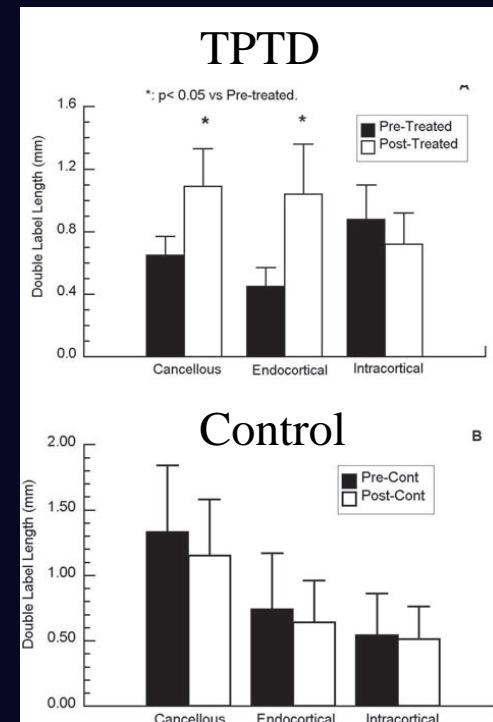 TPTD
*: p< 0.05 vs Pre-treated.
1.6
* *
Pre-Treated
Post-Treated
1.2
0.8
0.4
0.0
Double Label Length (mm)
Cancellous Endocortical Intracortical
Control
B
2.00
Pre-Cont
Post-Cont
1.50
1.00
0.50
0.00
Double Label Length (mm)
Cancellous Endocortical Intracortical